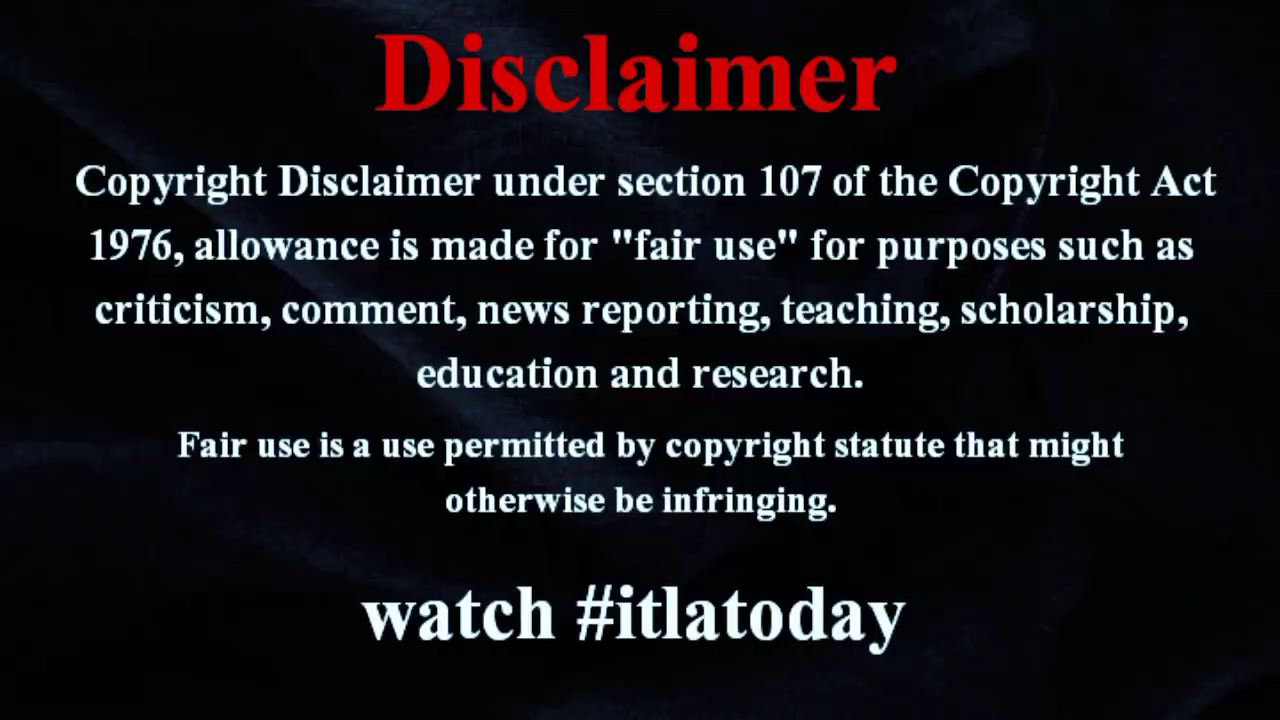 Disclaimer
Copyright Disclaimer under section 107 of the Copyright Act
1976, allowance is made for "fair use" for purposes such as
criticism, comment, news reporting, teaching, scholarship,
education and research.
Fair use is a use permitted by copyright statute that might
otherwise be infringing.
watch #itlatoday